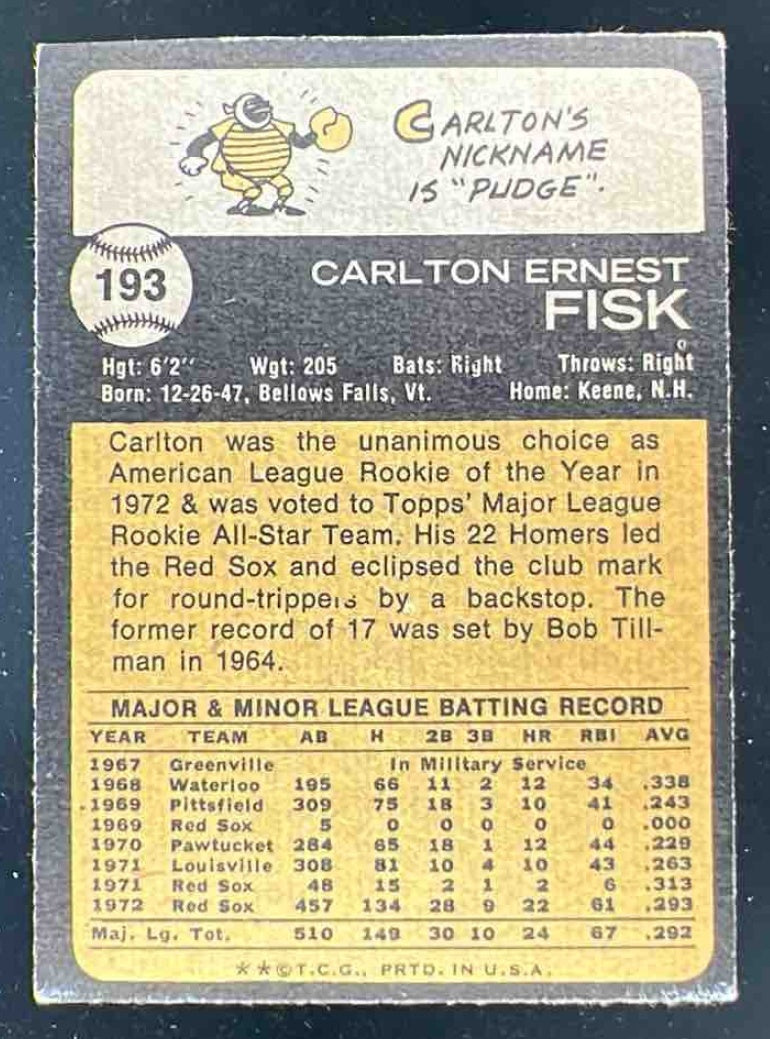 CARLTON'S
NICKNAME
IS "PUDGE".
193
CARLTON ERNEST
FISK
Hgt: 6'2" Wgt: 205 Bats: Right Throws: Right
Born: 12-26-47, Bellows Falls, Vt. Home: Keene, N.H.
Carlton was the unanimous choice as
American League Rookie of the Year in
1972 & was voted to Topps' Major League
Rookie All-Star Team. His 22 Homers led
the Red Sox and eclipsed the club mark
for round-trippers by a backstop. The
former record of 17 was set by Bob Till-
man in 1964.
MAJOR & MINOR LEAGUE BATTING RECORD
YEAR TEAM AB H 2B 3B HR RBI AVG
1967 Greenville In Military Service
1968 Waterloo 195 66 11 2 12 34 .338
1969 Pittsfield 309 75 18 3 10 41 .243
1969 Red Sox 5 0 0 0 0 0 .000
1970 Pawtucket 284 65 18 1 12 44 .229
1971 Louisville 308 81 10 4 10 43 .263
1971 Red Sox 48 15 2 1 2 6 .313
1972 Red Sox 457 134 28 9 22 61 .293
Maj. Lg. Tot. 510 149 30 10 24 67 .292
**©T.C.G., PRTD. IN U.S.A.